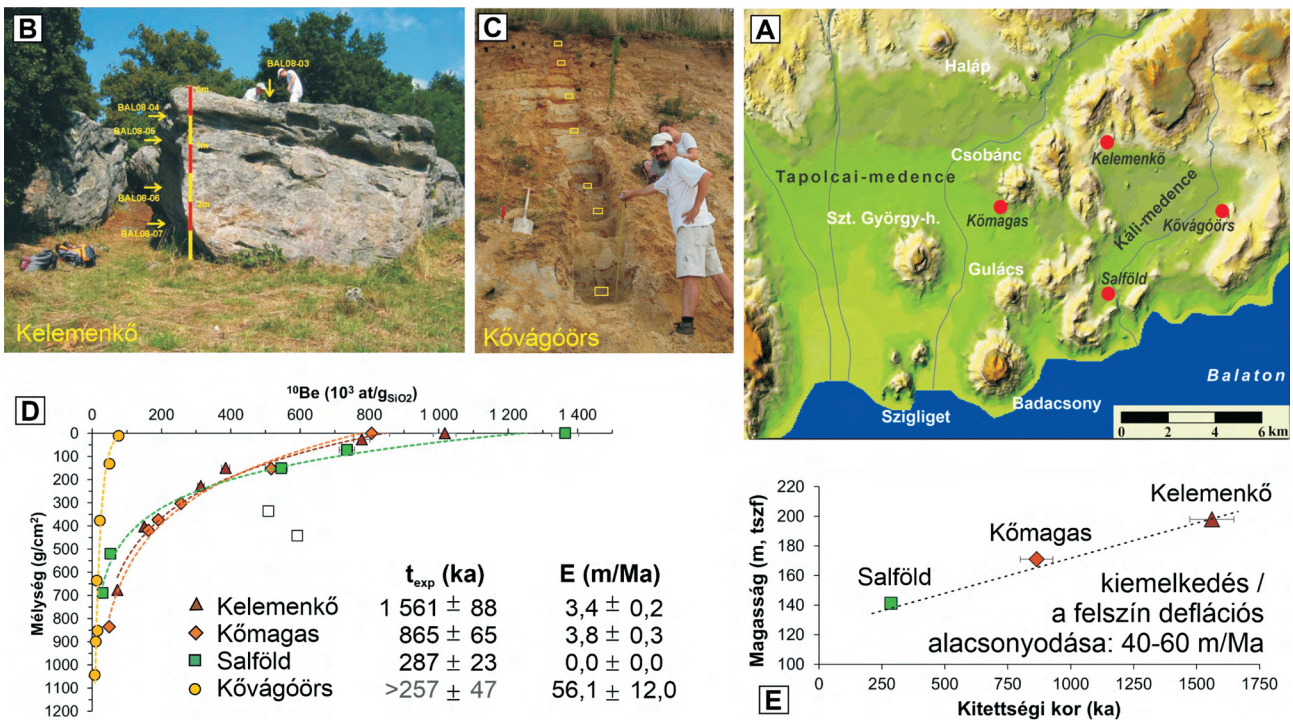 B
BAL08-03
0m
BAL08-04
BAL08-05
1m
BAL08-06
2m
BAL08-07
Kelemenkő
C
Kővágóörs
A
Haláp
Csobánc
Kelemenkő
Tapolcai-medence
Kőmagas
Káli-medence
Kővágóörs
Szt. György-h.
Gulács
Salföld
Balaton
Szigliget
Badacsony
0 2 4 6 km
D
¹⁰Be (10³ at/g_SiO2)
0 200 400 600 800 1 000 1200 1 400
Mélység (g/cm²)
0
100
200
300
400
500
600
700
800
900
1000
1100
1200
t_exp (ka) E (m/Ma)
Kelemenkő 1 561 ± 88 3,4 ± 0,2
Kőmagas 865 ± 65 3,8 ± 0,3
Salföld 287 ± 23 0,0 ± 0,0
Kővágóörs >257 ± 47 56,1 ± 12,0
E
Magasság (m, tszf)
220
200
180
160
140
120
100
Kelemenkő
Kőmagas
Salföld
kiemelkedés /
a felszín deflációs
alacsonyodása: 40-60 m/Ma
0 250 500 750 1000 1250 1500 1750
Kitettségi kor (ka)